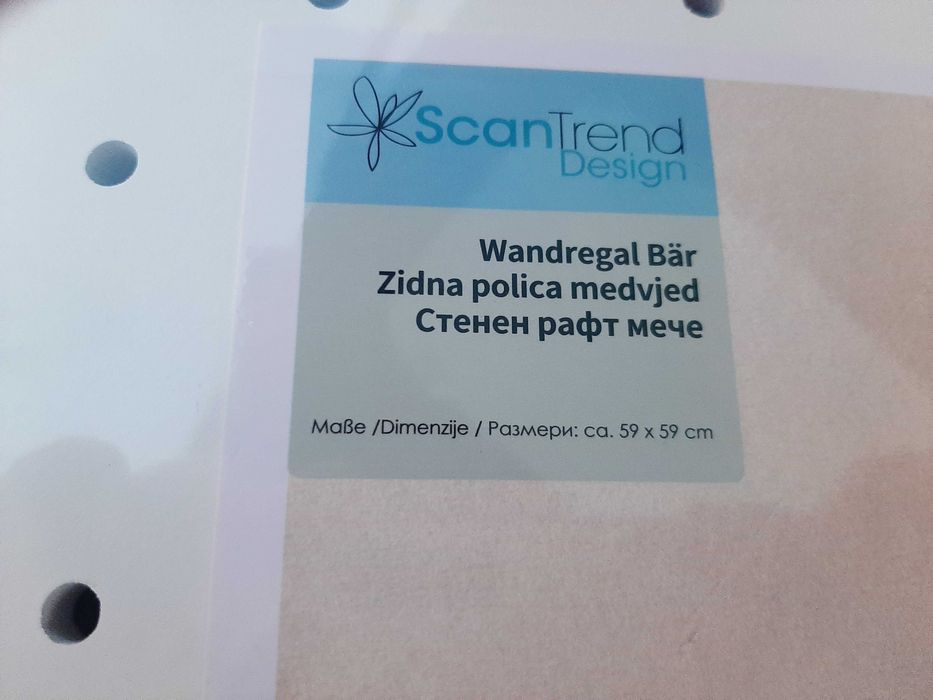 ScanTrend
Design
Wandregal Bär
Zidna polica medvjed
Стенен рафт мече
Maße /Dimenzije / Размери: ca. 59 x 59 cm